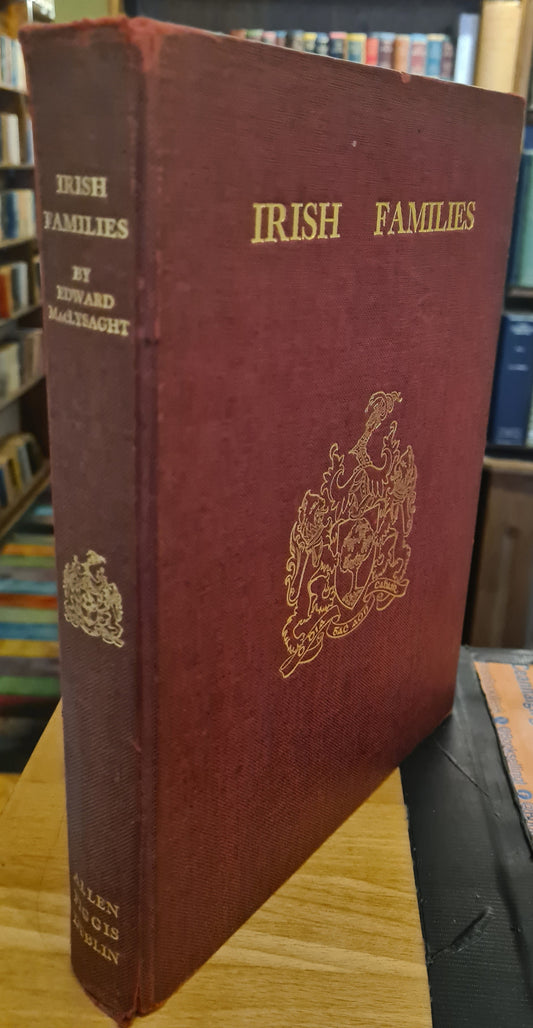 IRISH
FAMILIES
BY
EDWARD
MACLYSAGHT
ALLEN
FIGGIS
DUBLIN
IRISH FAMILIES